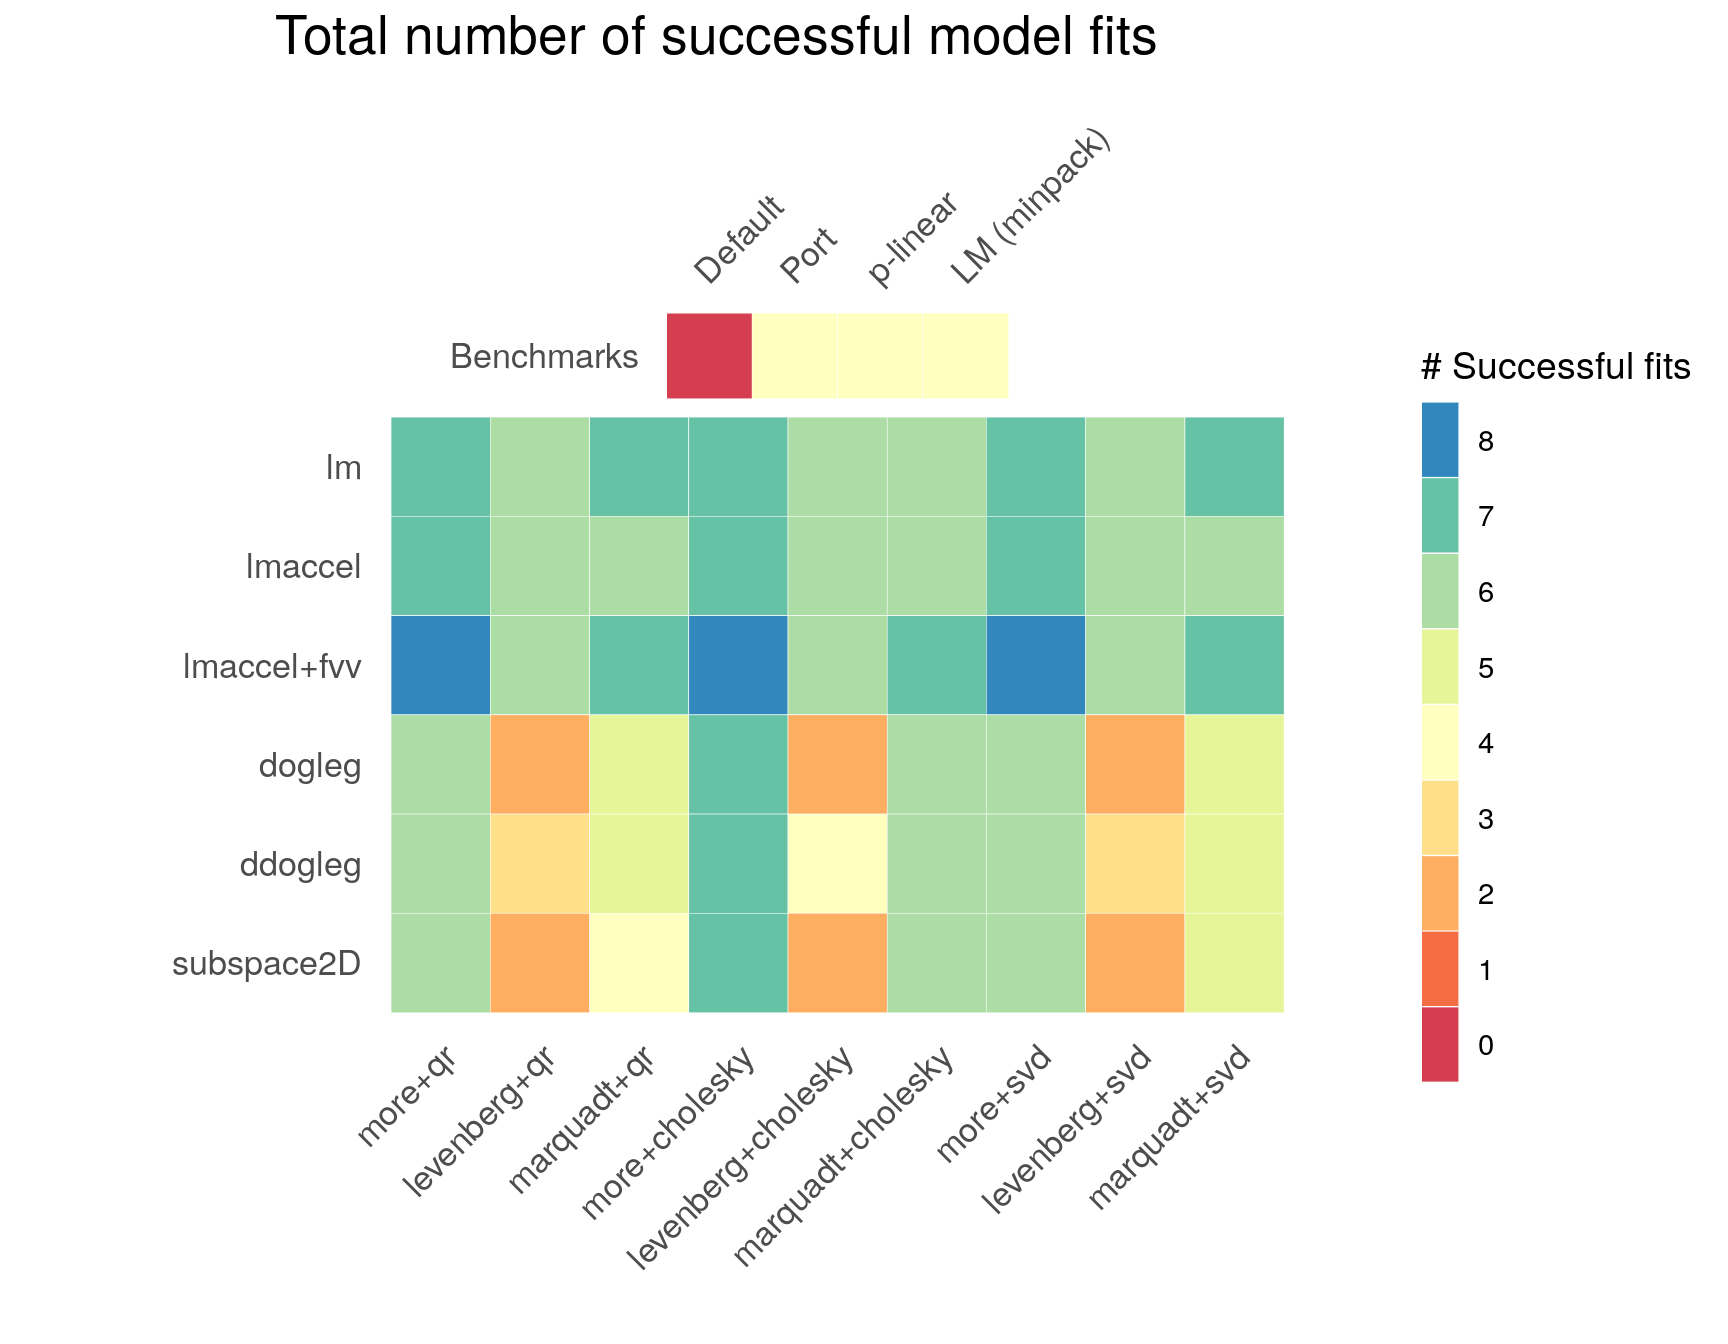 Total number of successful model fits
Default
Port
p-linear
LM (minpack)
Benchmarks
lm
lmaccel
lmaccel+fvv
dogleg
ddogleg
subspace2D
more+qr
levenberg+qr
marquadt+qr
more+cholesky
levenberg+cholesky
marquadt+cholesky
more+svd
levenberg+svd
marquadt+svd
# Successful fits
8
7
6
5
4
3
2
1
0